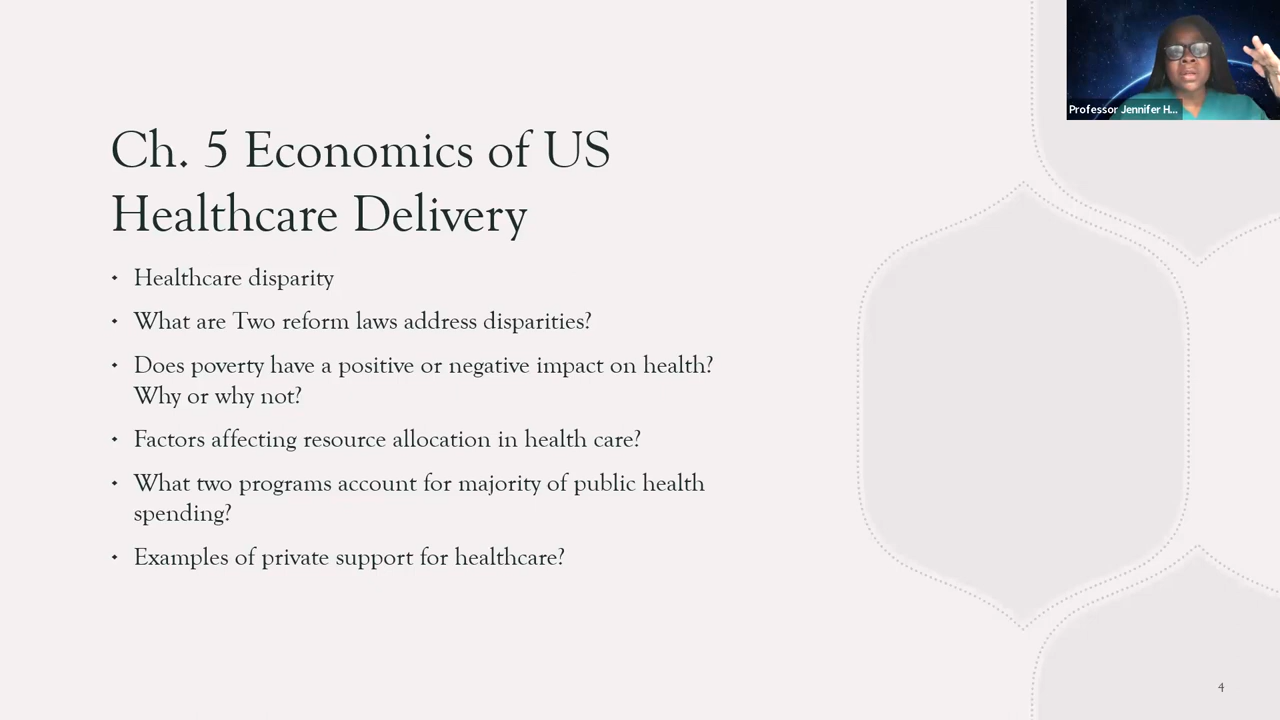 Professor Jennifer H...
Ch. 5 Economics of US
Healthcare Delivery
• Healthcare disparity
• What are Two reform laws address disparities?
• Does poverty have a positive or negative impact on health?
Why or why not?
• Factors affecting resource allocation in health care?
• What two programs account for majority of public health
spending?
• Examples of private support for healthcare?
4